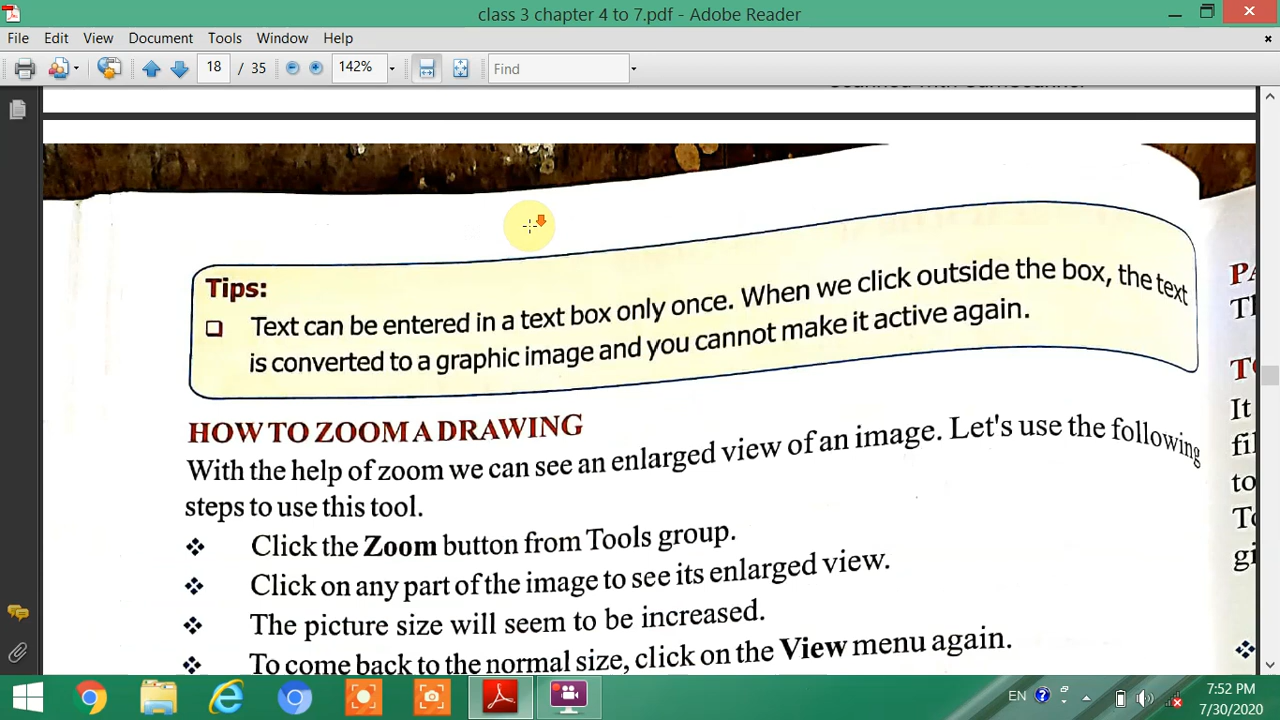 class 3 chapter 4 to 7.pdf - Adobe Reader
File Edit View Document Tools Window Help
18 / 35 142% Find
Tips:
Text can be entered in a text box only once. When we click outside the box, the text
is converted to a graphic image and you cannot make it active again.
HOW TO ZOOM A DRAWING
With the help of zoom we can see an enlarged view of an image. Let's use the following
steps to use this tool.
Click the Zoom button from Tools group.
Click on any part of the image to see its enlarged view.
The picture size will seem to be increased.
To come back to the normal size, click on the View menu again.
It
to
EN 7:52 PM
7/30/2020